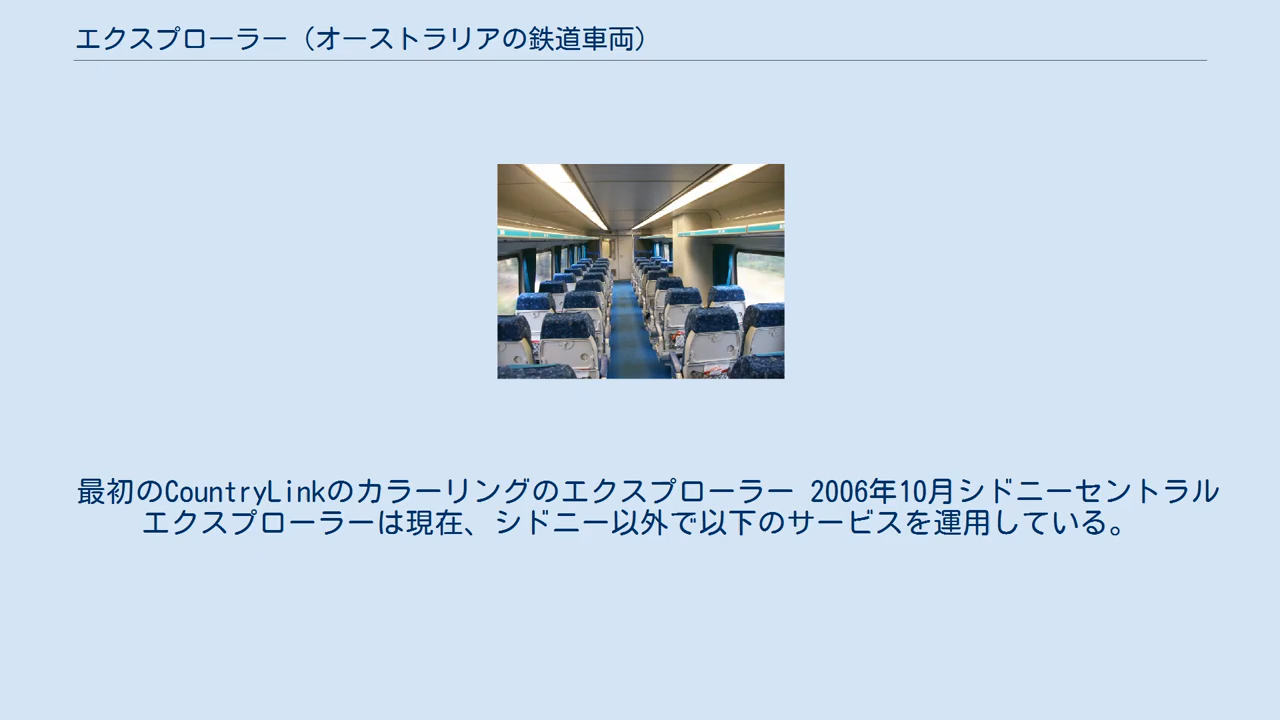 エクスプローラー（オーストラリアの鉄道車両）
最初のCountryLinkのカラーリングのエクスプローラー 2006年10月シドニーセントラル
エクスプローラーは現在、シドニー以外で以下のサービスを運用している。